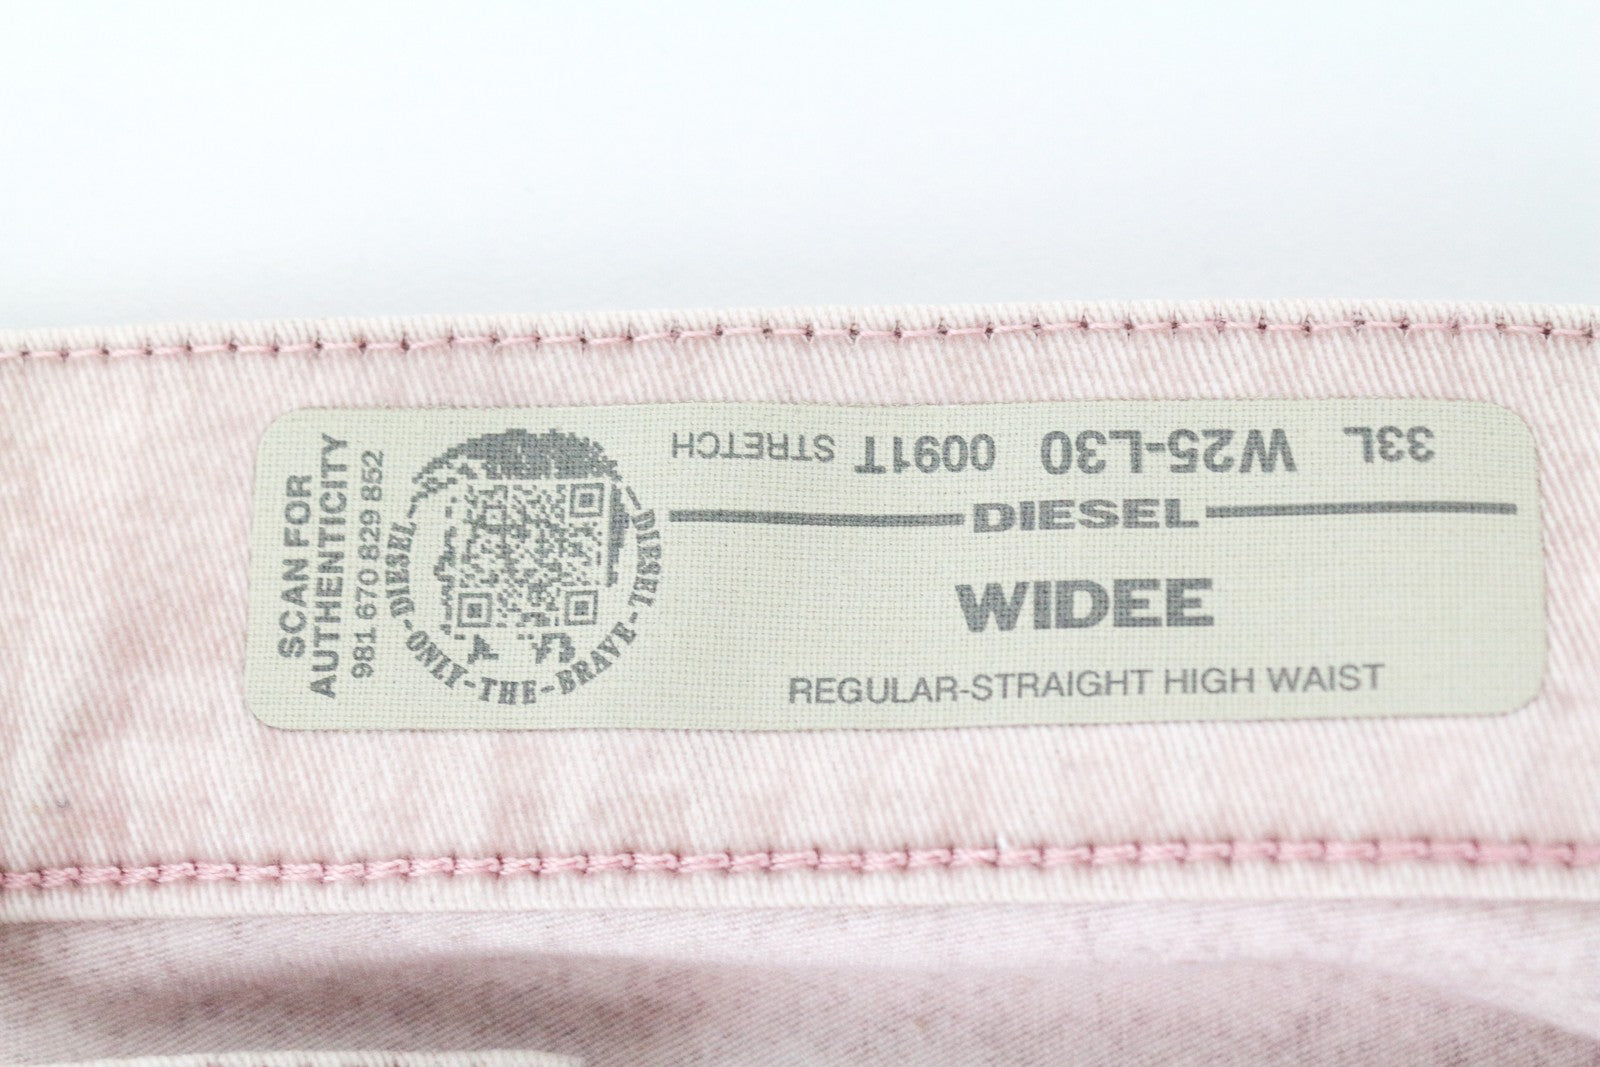 SCAN FOR
AUTHENTICITY
981 670 829 852
DIESEL-ONLY-THE-BRAVE-DIESEL
33L W25-L30 0091T STRETCH
DIESEL
WIDEE
REGULAR-STRAIGHT HIGH WAIST